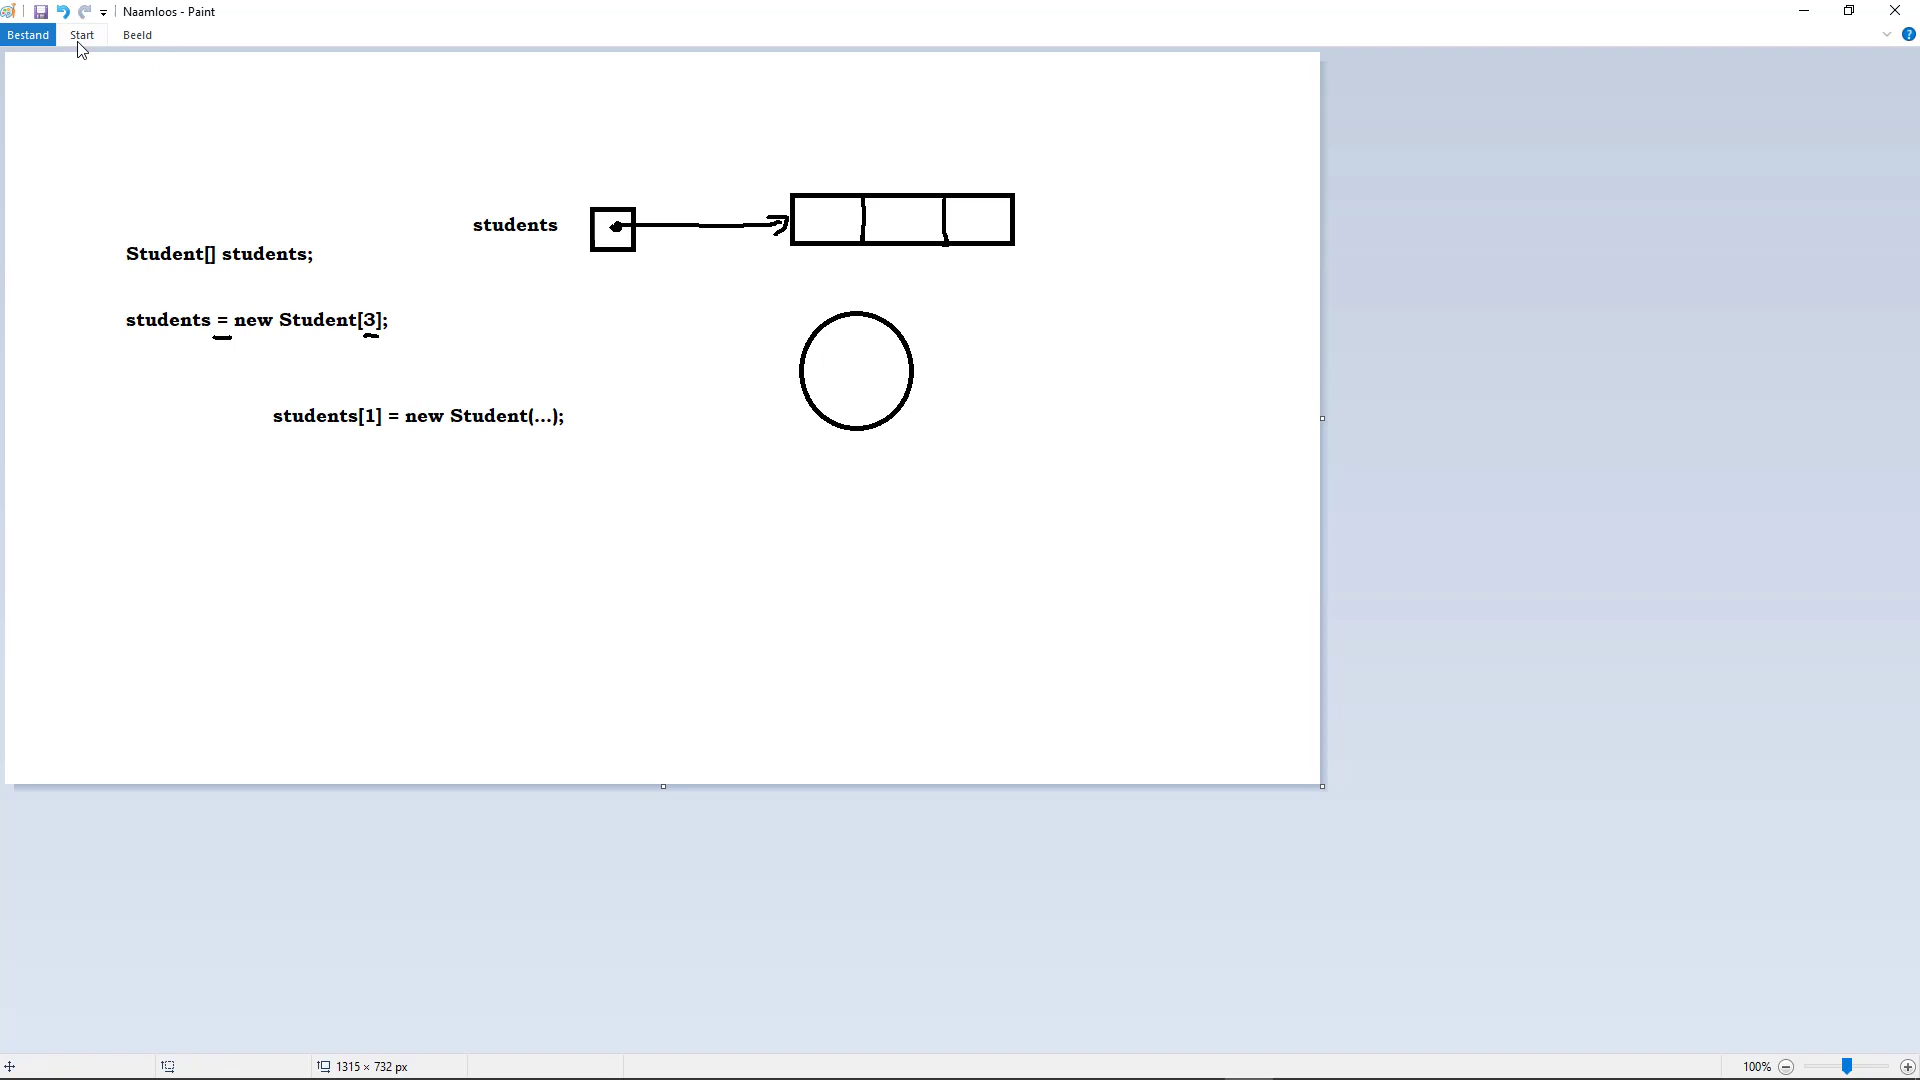 Naamloos - Paint
Bestand Start Beeld
students
Student[] students;
students = new Student[3];
students[1] = new Student(...);
1315 × 732 px
100%